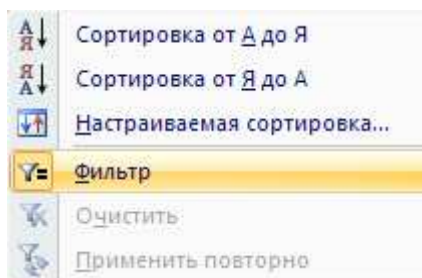 Сортировка от А до Я
Сортировка от Я до А
Настраиваемая сортировка...
Фильтр
Очистить
Применить повторно